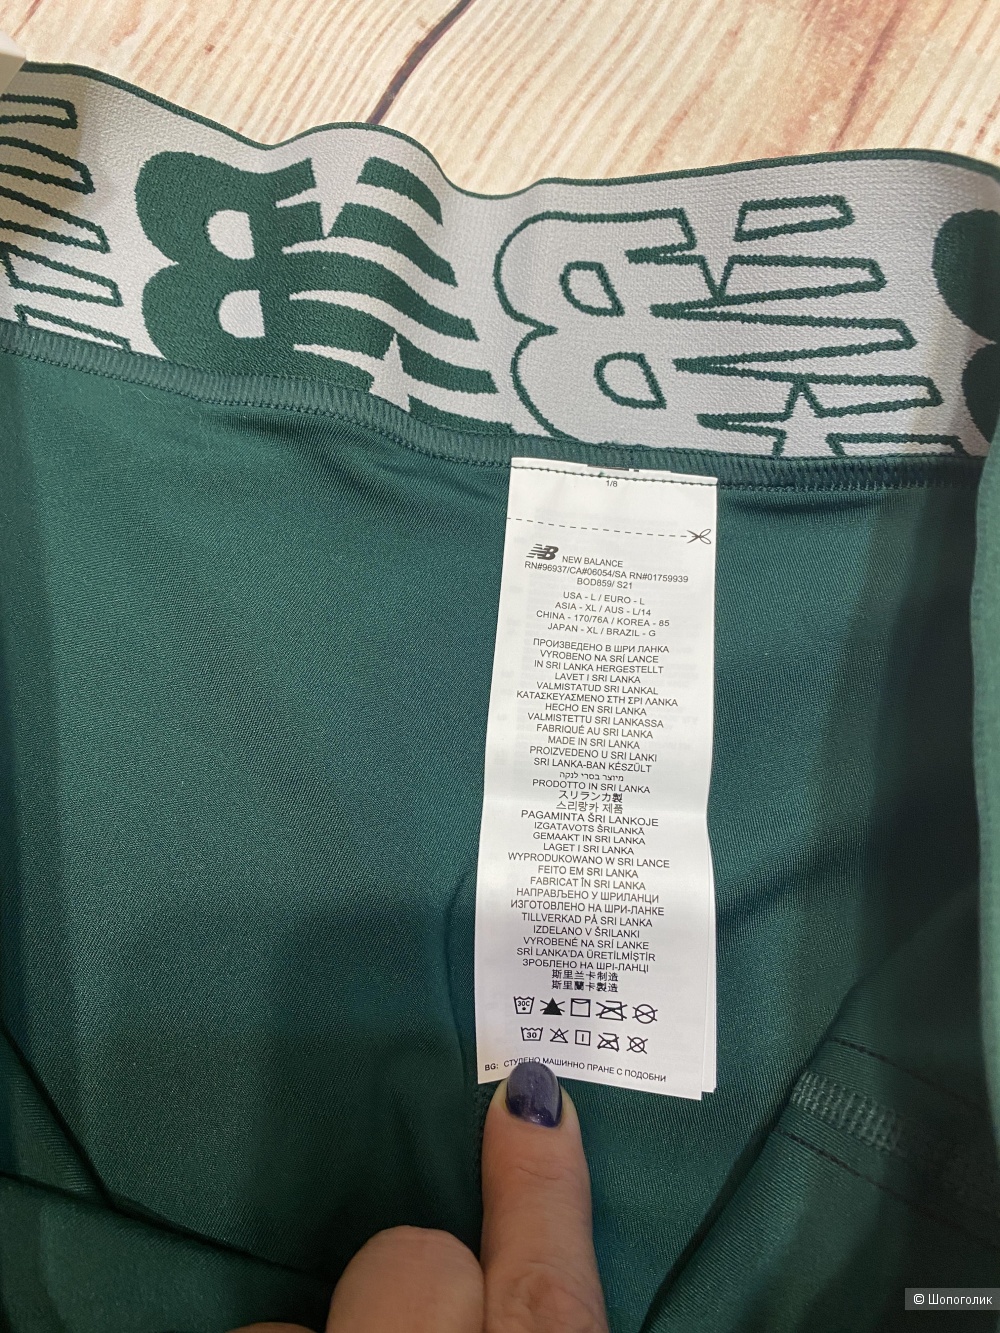 1/8
NEW BALANCE
RN#96937/CA#06054/SA RN#01759939
BOD859/ S21
USA - L / EURO - L
ASIA - XL / AUS - L/14
CHINA - 170/76A / KOREA - 85
JAPAN - XL / BRAZIL - G
ПРОИЗВЕДЕНО В ШРИ ЛАНКА
VYROBENO NA SRÍ LANCE
IN SRI LANKA HERGESTELLT
LAVET I SRI LANKA
VALMISTATUD SRI LANKAL
ΚΑΤΑΣΚΕΥΑΣΜΕΝΟ ΣΤΗ ΣΡΙ ΛΑΝΚΑ
HECHO EN SRI LANKA
VALMISTETTU SRI LANKASSA
FABRIQUÉ AU SRI LANKA
MADE IN SRI LANKA
PROIZVEDENO U SRI LANKI
SRI LANKA-BAN KÉSZÜLT
מיוצר בסרי לנקה
PRODOTTO IN SRI LANKA
スリランカ製
스리랑카 제품
PAGAMINTA ŠRI LANKOJE
IZGATAVOTS ŠRILANKĀ
GEMAAKT IN SRI LANKA
LAGET I SRI LANKA
WYPRODUKOWANO W SRI LANCE
FEITO EM SRI LANKA
FABRICAT ÎN SRI LANKA
НАПРАВЉЕНО У ШРИЛАНЦИ
ИЗГОТОВЛЕНО НА ШРИ-ЛАНКЕ
TILLVERKAD PÅ SRI LANKA
IZDELANO V ŠRILANKI
VYROBENÉ NA SRÍ LANKE
SRİ LANKA'DA ÜRETİLMİŞTİR
ЗРОБЛЕНО НА ШРІ-ЛАНЦІ
斯里兰卡制造
斯里蘭卡製造
30C
30
BG: СТУДЕНО МАШИННО ПРАНЕ С ПОДОБНИ
© Шопоголик